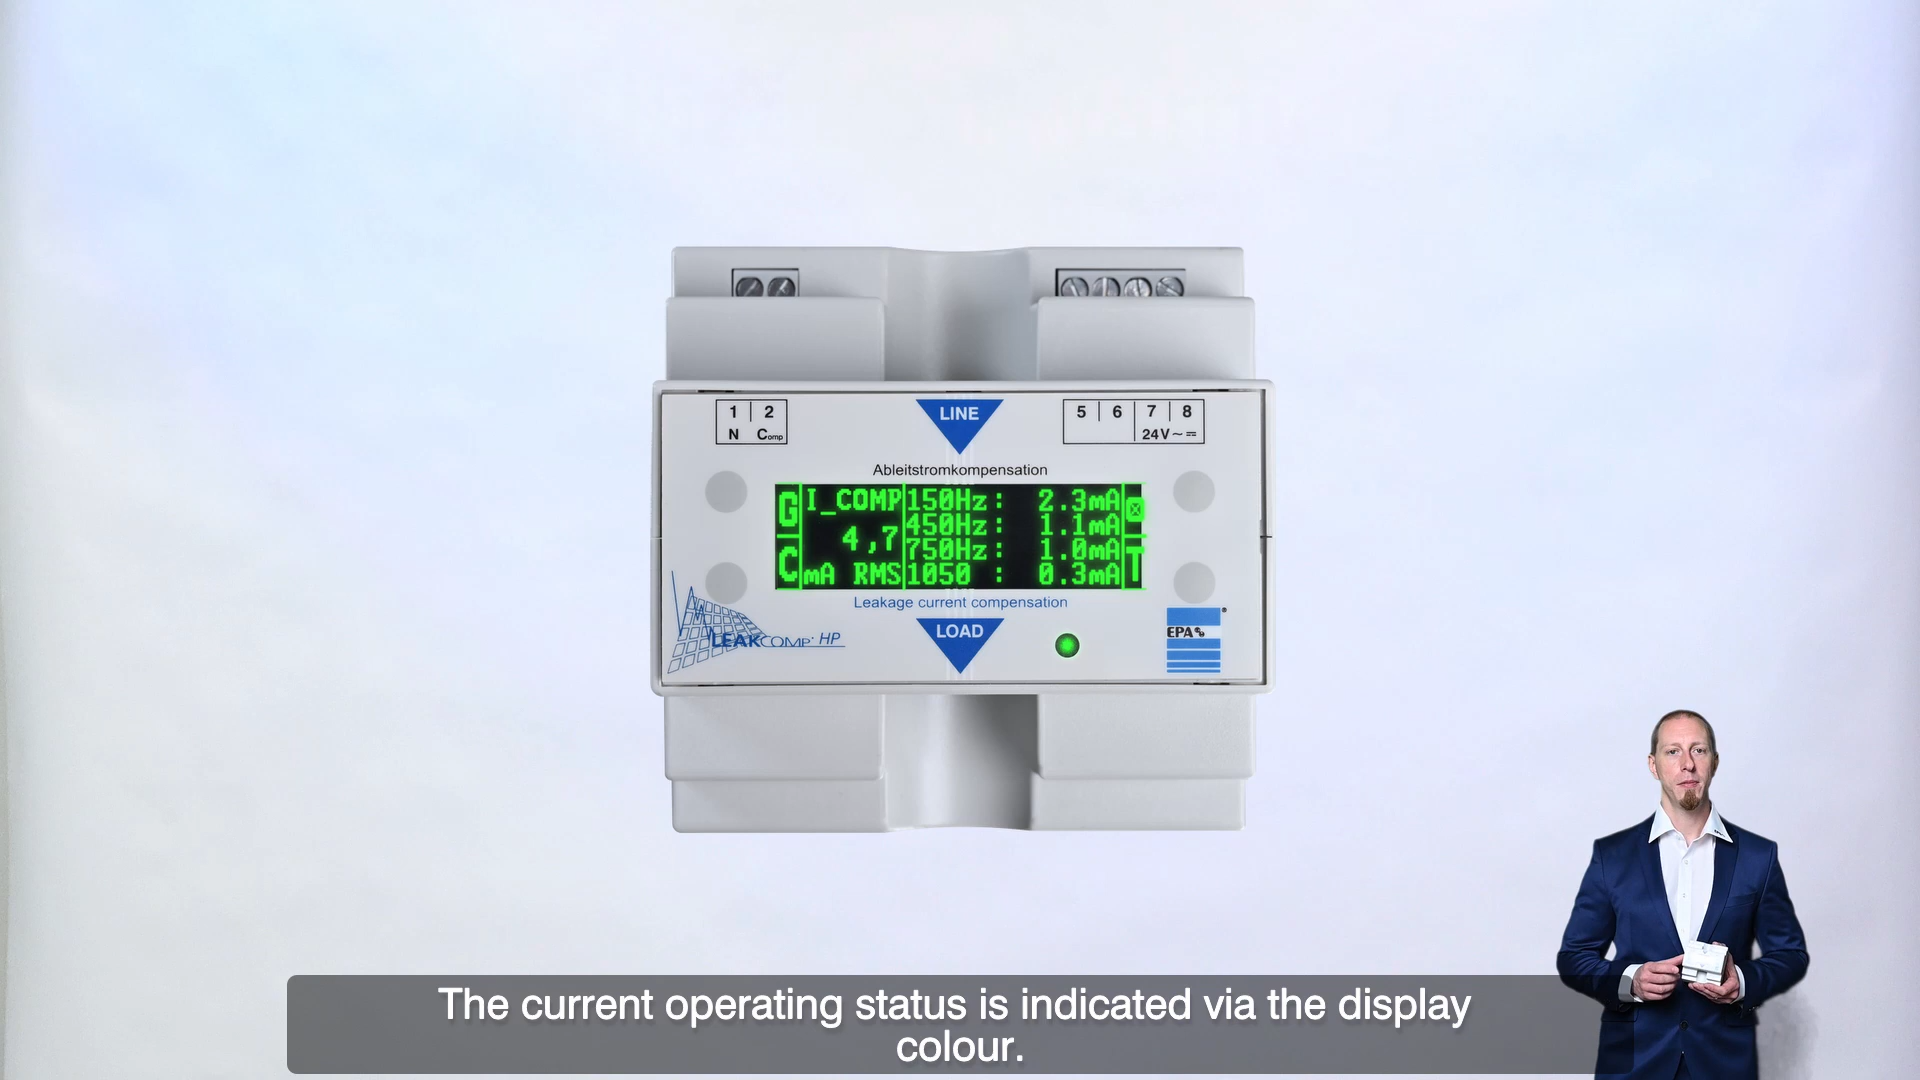 1 2
N Comp
LINE
5 6 7 8
24V ~ ⎓
Ableitstromkompensation
G I_COMP 150Hz: 2.3mA
4,7 450Hz: 1.1mA
750Hz: 1.0mA
C mA RMS 1050 : 0.3mA T
Leakage current compensation
LEAKCOMP® HP
LOAD
EPA
The current operating status is indicated via the display
colour.